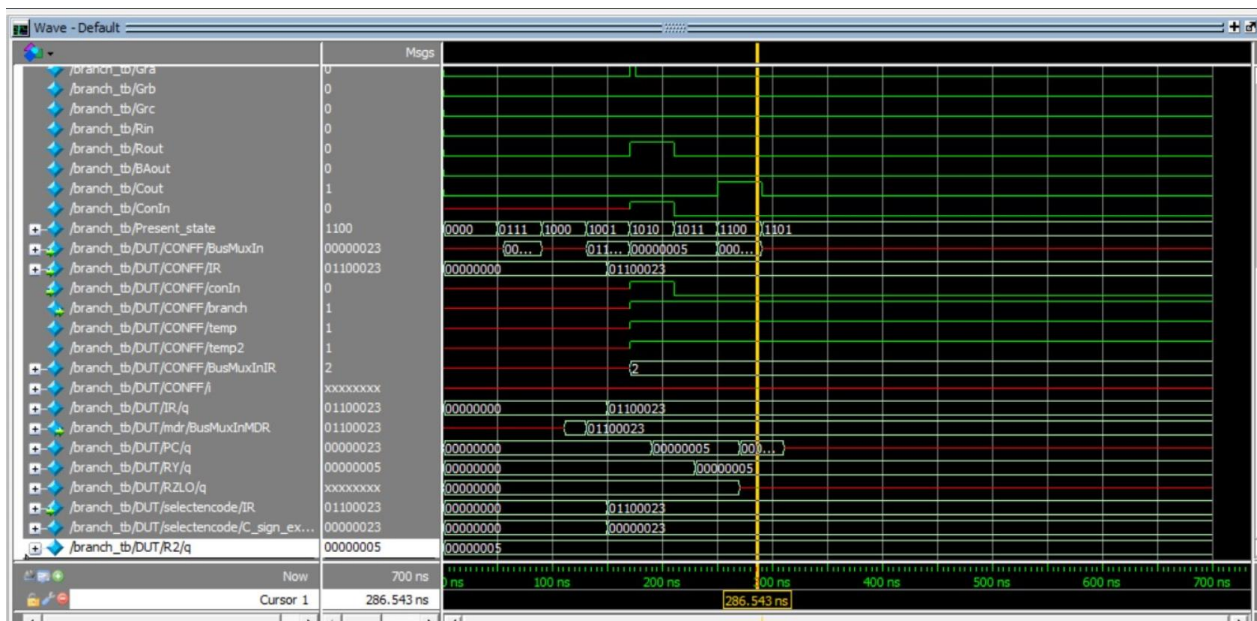 Wave - Default
Msgs
/branch_tb/Gra 0
/branch_tb/Grb 0
/branch_tb/Grc 0
/branch_tb/Rin 0
/branch_tb/Rout 0
/branch_tb/BAout 0
/branch_tb/Cout 1
/branch_tb/ConIn 0
/branch_tb/Present_state 1100 0000 0111 1000 1001 1010 1011 1100 1101
/branch_tb/DUT/CONFF/BusMuxIn 00000023 00... 011... 00000005 000...
/branch_tb/DUT/CONFF/IR 01100023 00000000 01100023
/branch_tb/DUT/CONFF/conIn 0
/branch_tb/DUT/CONFF/branch 1
/branch_tb/DUT/CONFF/temp 1
/branch_tb/DUT/CONFF/temp2 1
/branch_tb/DUT/CONFF/BusMuxInIR 2 2
/branch_tb/DUT/CONFF/i xxxxxxxx
/branch_tb/DUT/IR/q 01100023 00000000 01100023
/branch_tb/DUT/mdr/BusMuxInMDR 01100023 01100023
/branch_tb/DUT/PC/q 00000023 00000000 00000005 000...
/branch_tb/DUT/RY/q 00000005 00000000 00000005
/branch_tb/DUT/RZLO/q xxxxxxxx 00000000
/branch_tb/DUT/selectencode/IR 01100023 00000000 01100023
/branch_tb/DUT/selectencode/C_sign_ex... 00000023 00000000 00000023
/branch_tb/DUT/R2/q 00000005 00000005
Now 700 ns ns 100 ns 200 ns 300 ns 400 ns 500 ns 600 ns 700 ns
Cursor 1 286.543 ns 286.543 ns